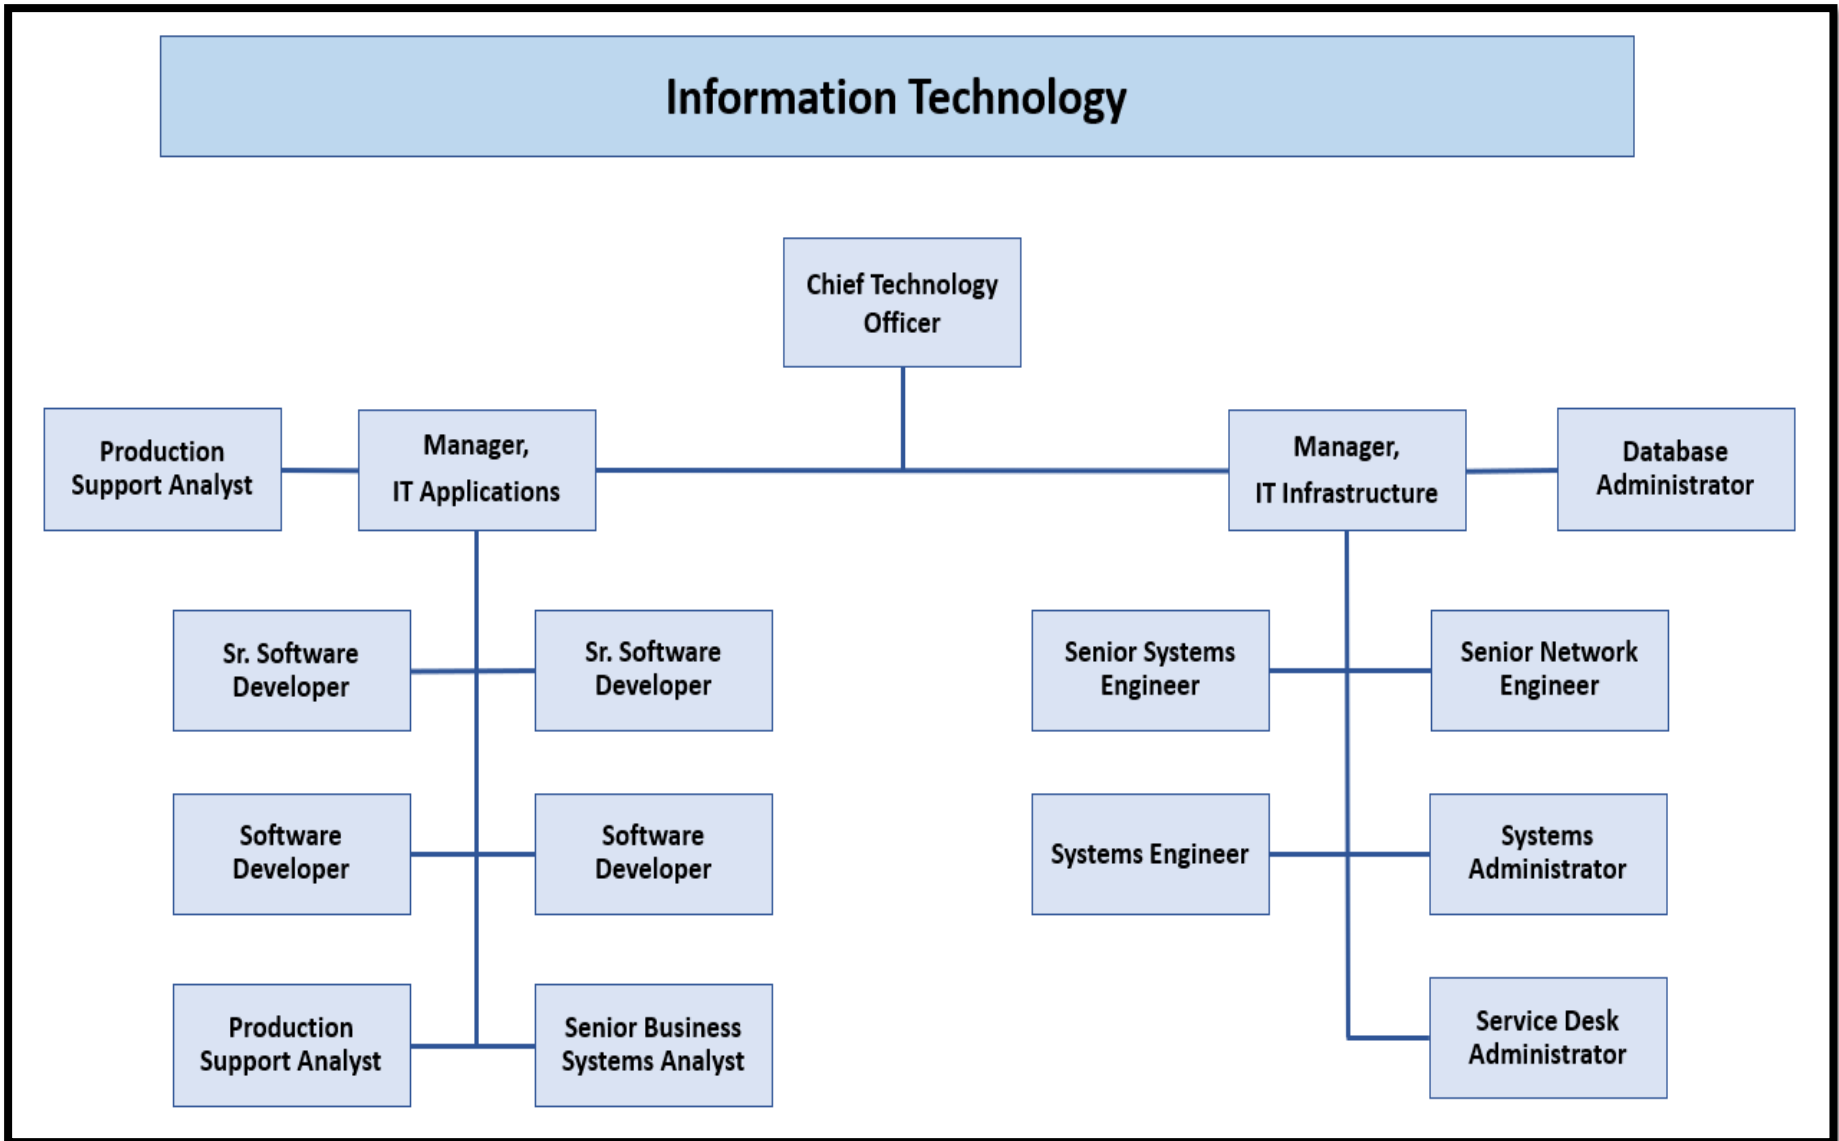 Information Technology
Chief Technology
Officer
Production
Support Analyst
Manager,
IT Applications
Manager,
IT Infrastructure
Database
Administrator
Sr. Software
Developer
Sr. Software
Developer
Senior Systems
Engineer
Senior Network
Engineer
Software
Developer
Software
Developer
Systems Engineer
Systems
Administrator
Production
Support Analyst
Senior Business
Systems Analyst
Service Desk
Administrator